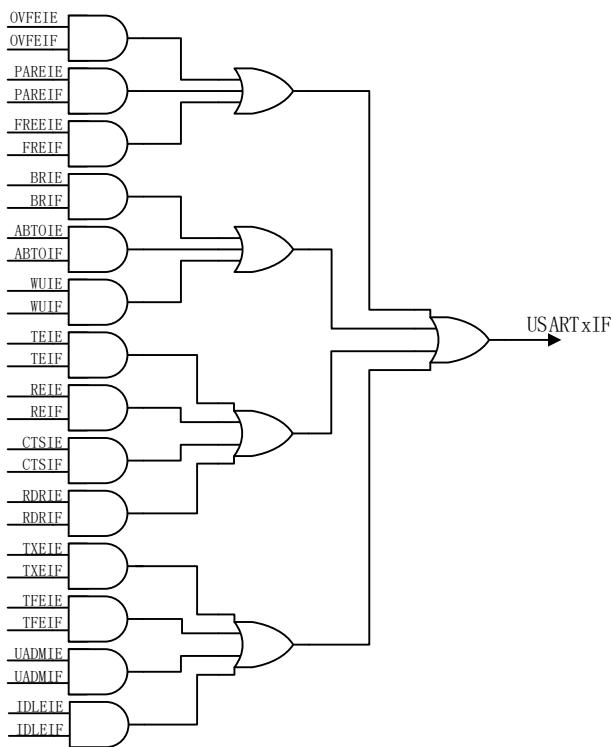 OVFEIE
OVFEIF
PAREIE
PAREIF
FREEIE
FREIF
BRIE
BRIF
ABTOIE
ABTOIF
WUIE
WUIF
TEIE
TEIF
REIE
REIF
CTSIE
CTSIF
RDRIE
RDRIF
TXEIE
TXEIF
TFEIE
TFEIF
UADMIE
UADMIF
IDLEIE
IDLEIF
USARTxIF